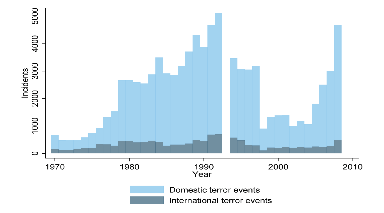 5000
4000
3000
2000
1000
0
Incidents
1970 1980 1990 2000 2010
Year
Domestic terror events
International terror events